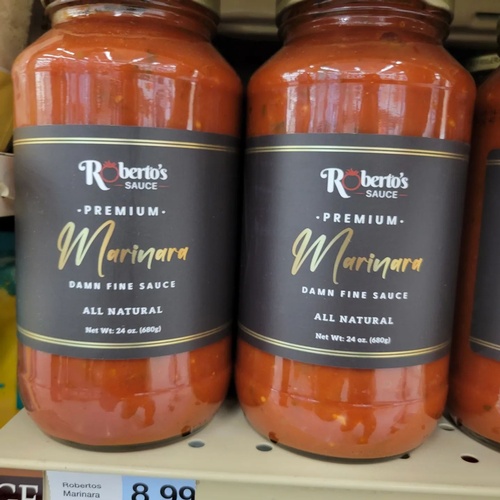 Roberto's
SAUCE
·PREMIUM·
Marinara
DAMN FINE SAUCE
ALL NATURAL
Net Wt: 24 oz. (680g)
Roberto's
SAUCE
·PREMIUM·
Marinara
DAMN FINE SAUCE
ALL NATURAL
Net Wt: 24 oz. (680g)
Robertos
Marinara
8.99